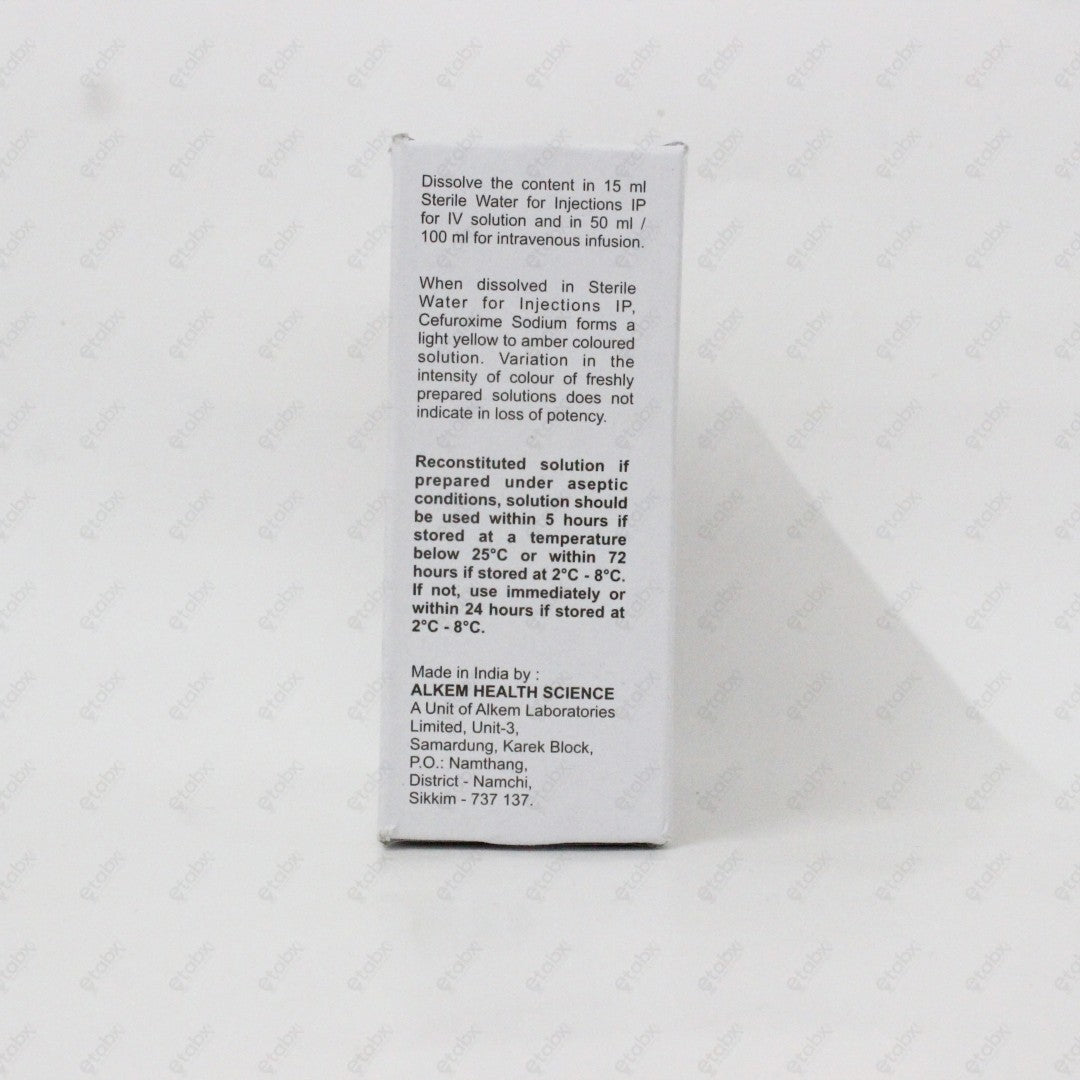 Dissolve the content in 15 ml
Sterile Water for Injections IP
for IV solution and in 50 ml /
100 ml for intravenous infusion.
When dissolved in Sterile
Water for Injections IP,
Cefuroxime Sodium forms a
light yellow to amber coloured
solution. Variation in the
intensity of colour of freshly
prepared solutions does not
indicate in loss of potency.
Reconstituted solution if
prepared under aseptic
conditions, solution should
be used within 5 hours if
stored at a temperature
below 25°C or within 72
hours if stored at 2°C - 8°C.
If not, use immediately or
within 24 hours if stored at
2°C - 8°C.
Made in India by :
ALKEM HEALTH SCIENCE
A Unit of Alkem Laboratories
Limited, Unit-3,
Samardung, Karek Block,
P.O.: Namthang,
District - Namchi,
Sikkim - 737 137.